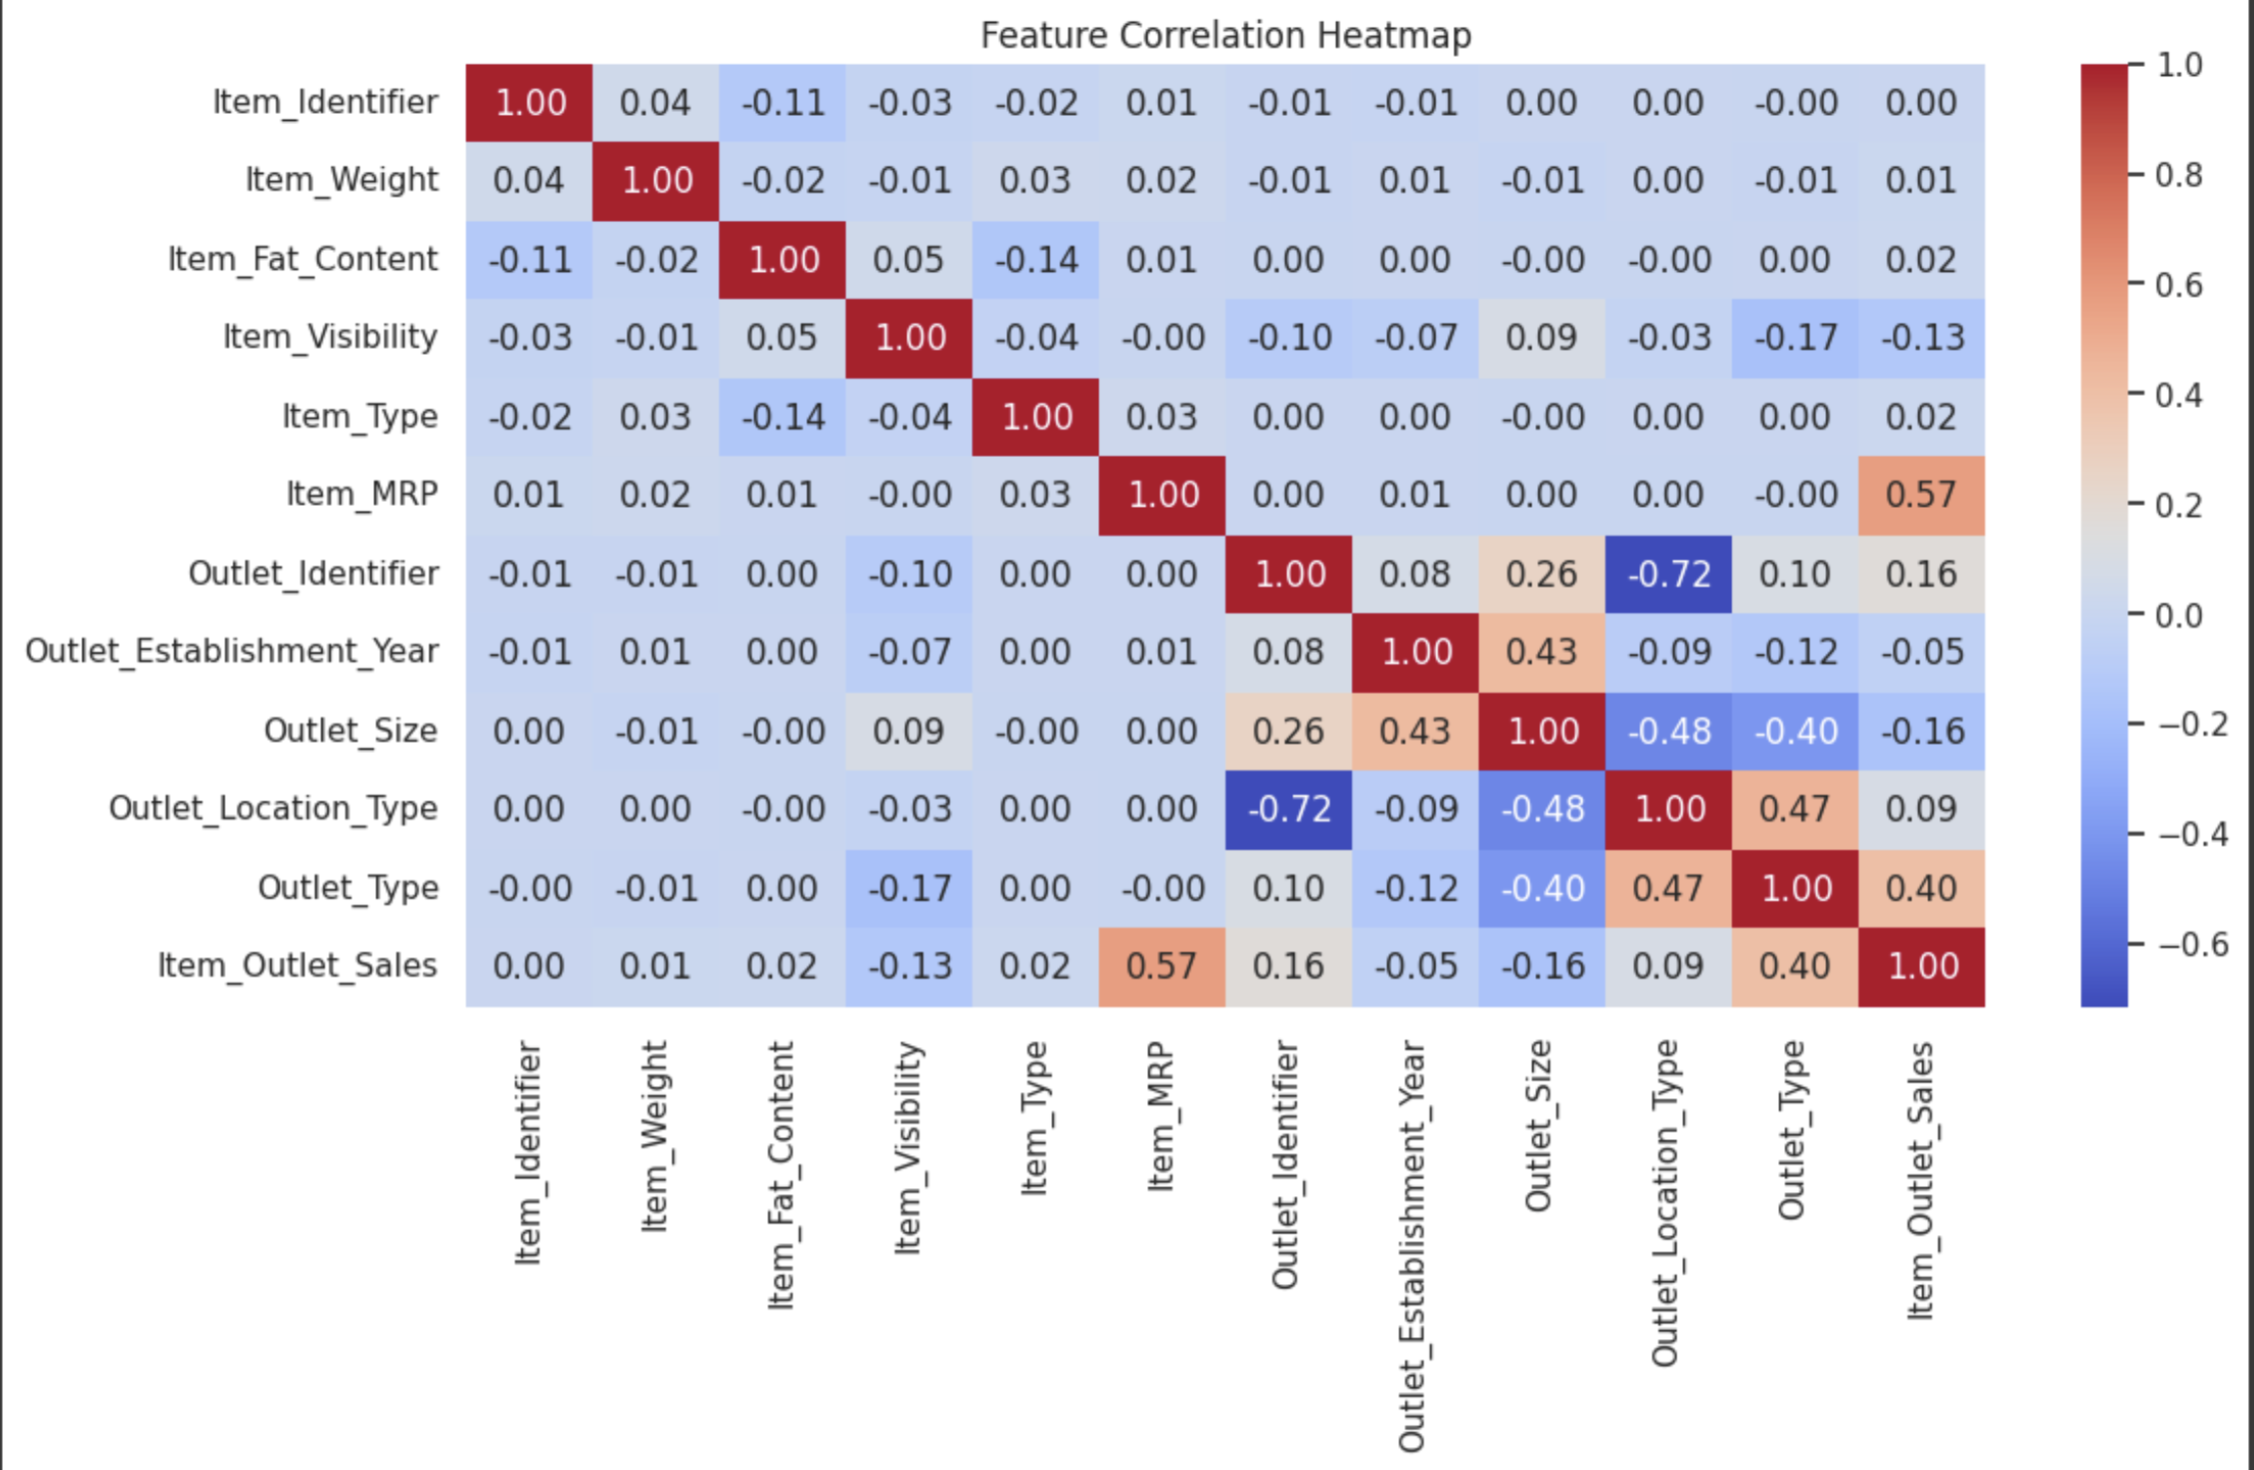 Feature Correlation Heatmap
Item_Identifier 1.00 0.04 -0.11 -0.03 -0.02 0.01 -0.01 -0.01 0.00 0.00 -0.00 0.00
Item_Weight 0.04 1.00 -0.02 -0.01 0.03 0.02 -0.01 0.01 -0.01 0.00 -0.01 0.01
Item_Fat_Content -0.11 -0.02 1.00 0.05 -0.14 0.01 0.00 0.00 -0.00 -0.00 0.00 0.02
Item_Visibility -0.03 -0.01 0.05 1.00 -0.04 -0.00 -0.10 -0.07 0.09 -0.03 -0.17 -0.13
Item_Type -0.02 0.03 -0.14 -0.04 1.00 0.03 0.00 0.00 -0.00 0.00 0.00 0.02
Item_MRP 0.01 0.02 0.01 -0.00 0.03 1.00 0.00 0.01 0.00 0.00 -0.00 0.57
Outlet_Identifier -0.01 -0.01 0.00 -0.10 0.00 0.00 1.00 0.08 0.26 -0.72 0.10 0.16
Outlet_Establishment_Year -0.01 0.01 0.00 -0.07 0.00 0.01 0.08 1.00 0.43 -0.09 -0.12 -0.05
Outlet_Size 0.00 -0.01 -0.00 0.09 -0.00 0.00 0.26 0.43 1.00 -0.48 -0.40 -0.16
Outlet_Location_Type 0.00 0.00 -0.00 -0.03 0.00 0.00 -0.72 -0.09 -0.48 1.00 0.47 0.09
Outlet_Type -0.00 -0.01 0.00 -0.17 0.00 -0.00 0.10 -0.12 -0.40 0.47 1.00 0.40
Item_Outlet_Sales 0.00 0.01 0.02 -0.13 0.02 0.57 0.16 -0.05 -0.16 0.09 0.40 1.00
Item_Identifier
Item_Weight
Item_Fat_Content
Item_Visibility
Item_Type
Item_MRP
Outlet_Identifier
Outlet_Establishment_Year
Outlet_Size
Outlet_Location_Type
Outlet_Type
Item_Outlet_Sales
1.0
0.8
0.6
0.4
0.2
0.0
−0.2
−0.4
−0.6